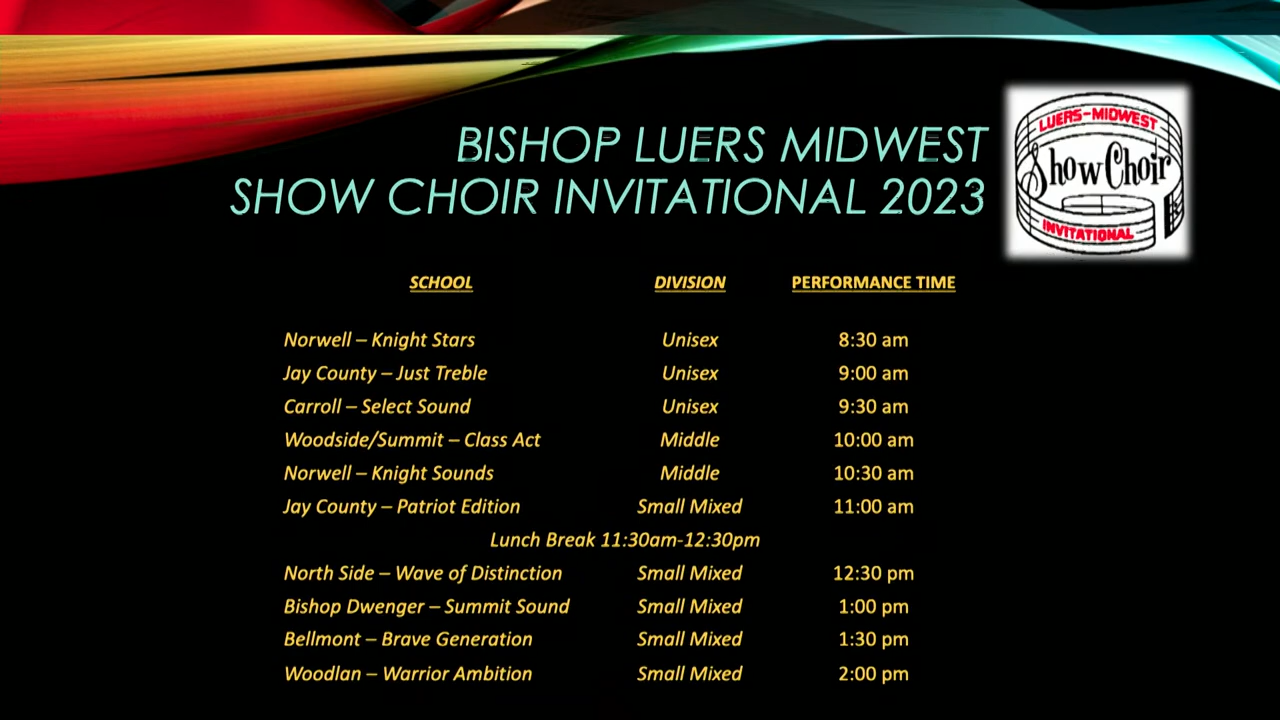 BISHOP LUERS MIDWEST
SHOW CHOIR INVITATIONAL 2023
LUERS-MIDWEST
Show Choir
INVITATIONAL
SCHOOL DIVISION PERFORMANCE TIME
Norwell – Knight Stars Unisex 8:30 am
Jay County – Just Treble Unisex 9:00 am
Carroll – Select Sound Unisex 9:30 am
Woodside/Summit – Class Act Middle 10:00 am
Norwell – Knight Sounds Middle 10:30 am
Jay County – Patriot Edition Small Mixed 11:00 am
Lunch Break 11:30am-12:30pm
North Side – Wave of Distinction Small Mixed 12:30 pm
Bishop Dwenger – Summit Sound Small Mixed 1:00 pm
Bellmont – Brave Generation Small Mixed 1:30 pm
Woodlan – Warrior Ambition Small Mixed 2:00 pm